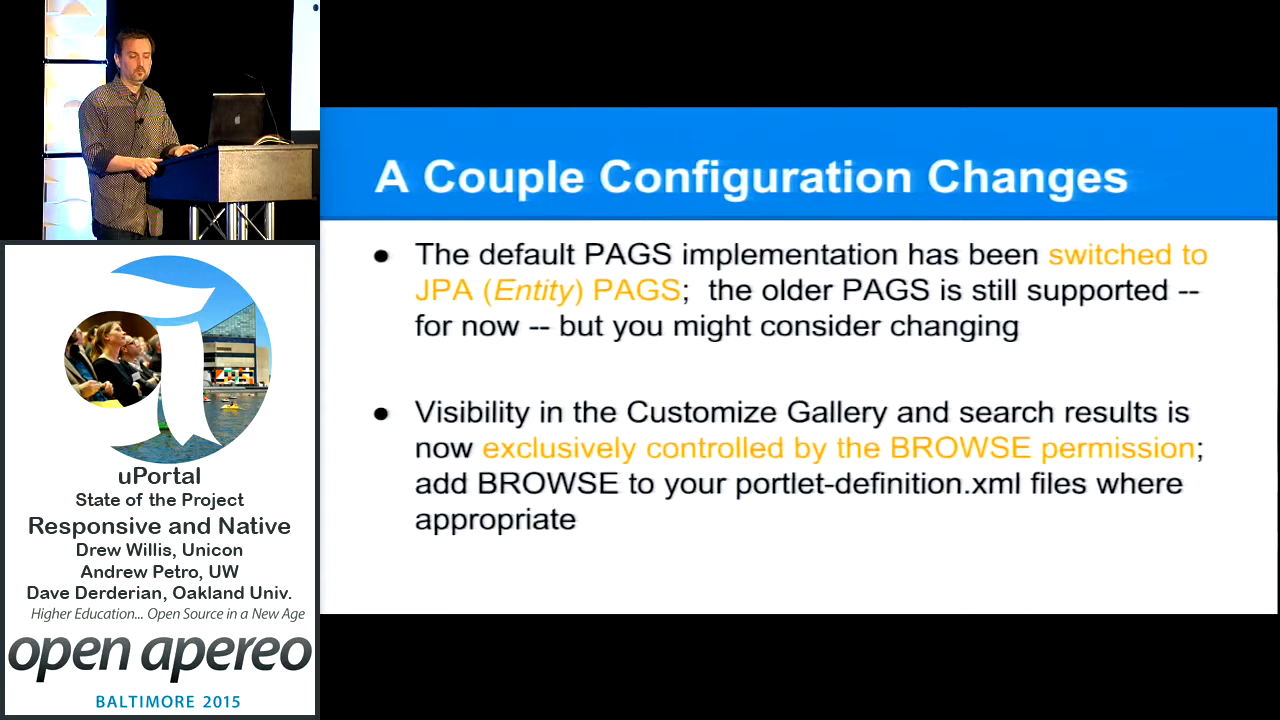 A Couple Configuration Changes
● The default PAGS implementation has been switched to
JPA (Entity) PAGS;  the older PAGS is still supported --
for now -- but you might consider changing
● Visibility in the Customize Gallery and search results is
now exclusively controlled by the BROWSE permission;
add BROWSE to your portlet-definition.xml files where
appropriate
uPortal
State of the Project
Responsive and Native
Drew Willis, Unicon
Andrew Petro, UW
Dave Derderian, Oakland Univ.
Higher Education... Open Source in a New Age
open apereo
BALTIMORE 2015